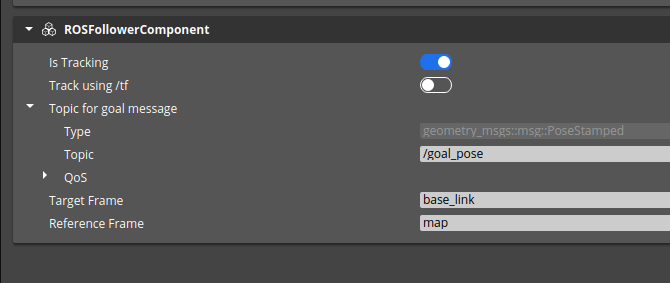 ROSFollowerComponent
Is Tracking
Track using /tf
Topic for goal message
Type geometry_msgs::msg::PoseStamped
Topic /goal_pose
QoS
Target Frame base_link
Reference Frame map